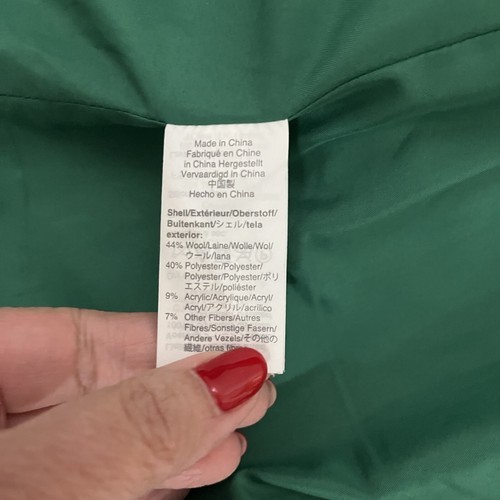 Made in China
Fabriqué en Chine
in China Hergestellt
Vervaardigd in China
中国製
Hecho en China
Shell/Extérieur/Oberstoff/
Buitenkant/シェル/tela
exterior:
44% Wool/Laine/Wolle/Wol/
ウール/lana
40% Polyester/Polyester/
Polyester/Polyester/ポリ
エステル/poliéster
9% Acrylic/Acrylique/Acryl/
Acryl/アクリル/acrílico
7% Other Fibers/Autres
Fibres/Sonstige Fasern/
Andere Vezels/その他の
繊維/otras